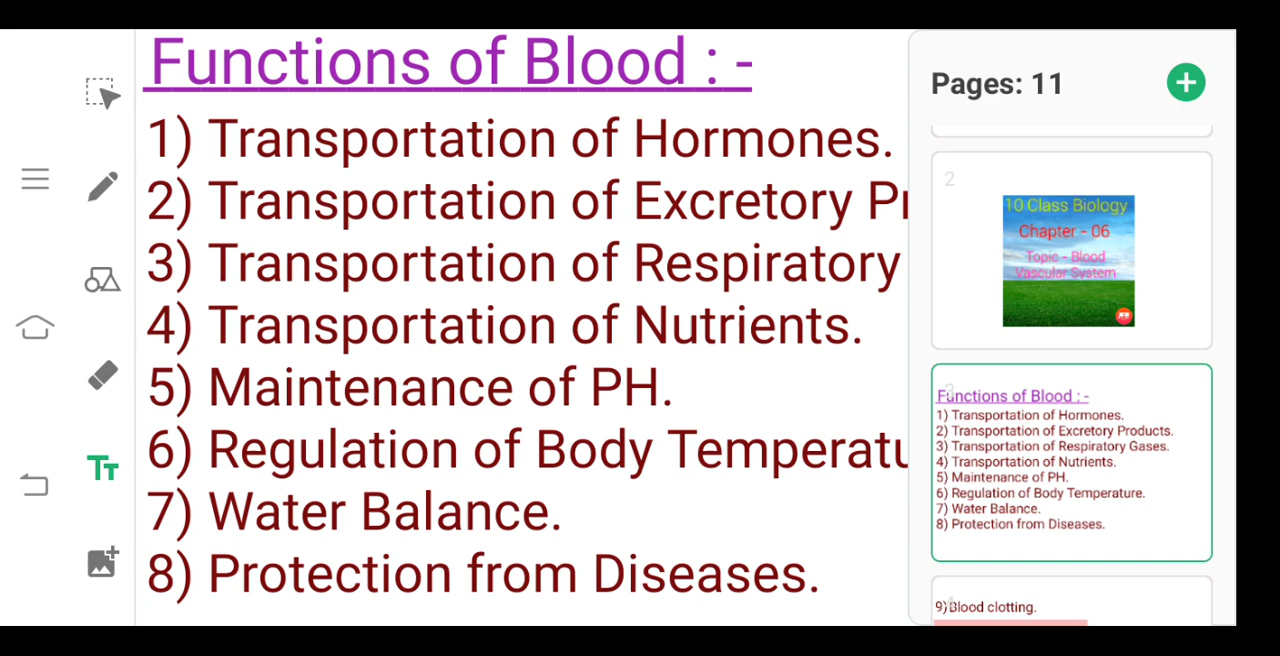 Functions of Blood : -
1) Transportation of Hormones.
2) Transportation of Excretory Pr
3) Transportation of Respiratory
4) Transportation of Nutrients.
5) Maintenance of PH.
6) Regulation of Body Temperatu
7) Water Balance.
8) Protection from Diseases.
TT
Pages: 11
2
10 Class Biology
Chapter - 06
Topic - Blood
Vascular System
3
Functions of Blood : -
1) Transportation of Hormones.
2) Transportation of Excretory Products.
3) Transportation of Respiratory Gases.
4) Transportation of Nutrients.
5) Maintenance of PH.
6) Regulation of Body Temperature.
7) Water Balance.
8) Protection from Diseases.
4
9)Blood clotting.